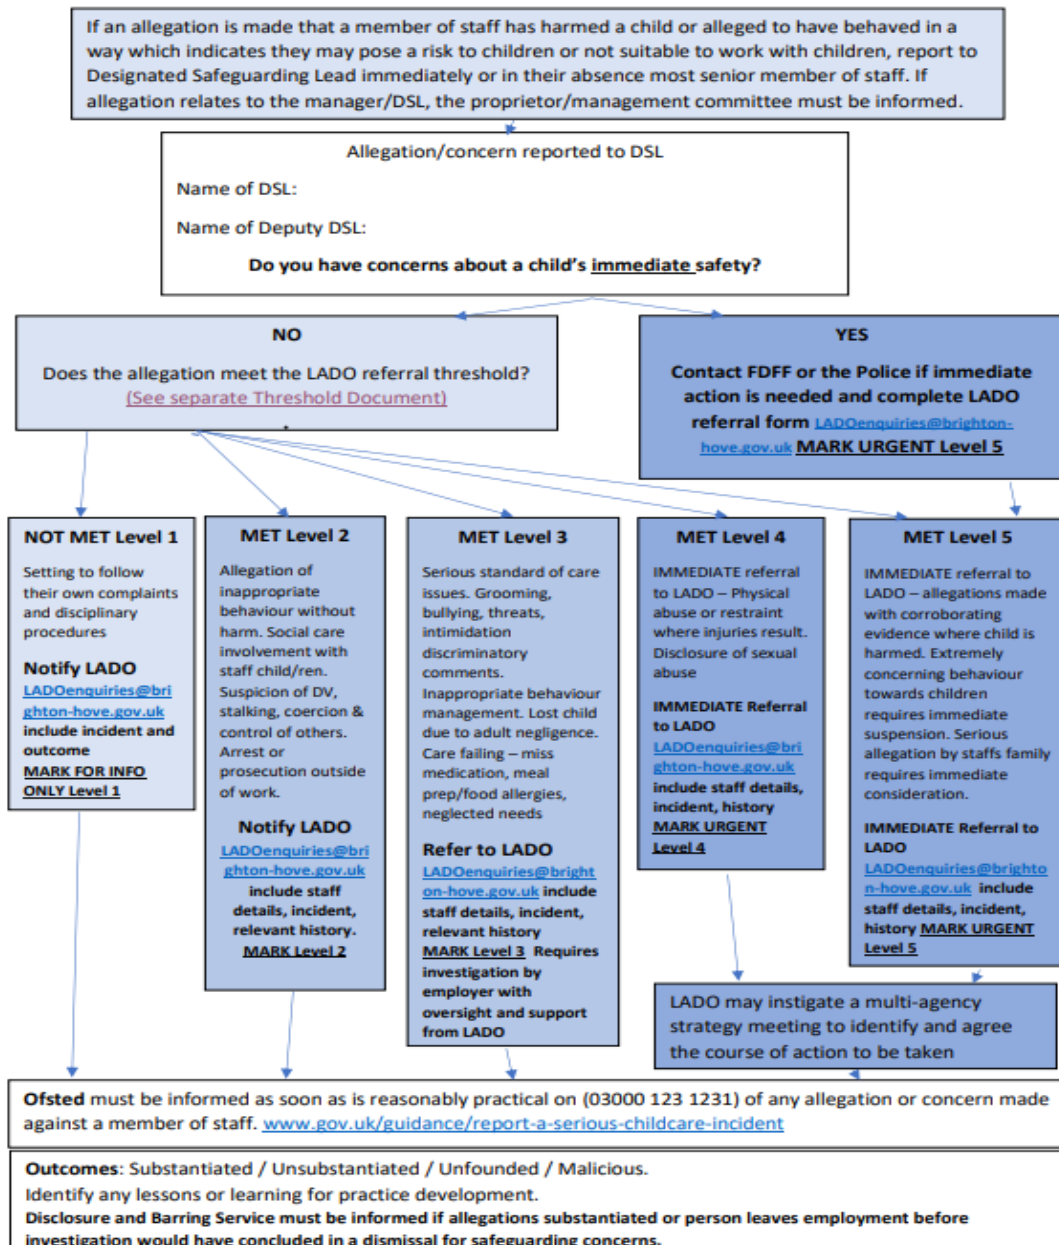 If an allegation is made that a member of staff has harmed a child or alleged to have behaved in a
way which indicates they may pose a risk to children or not suitable to work with children, report to
Designated Safeguarding Lead immediately or in their absence most senior member of staff. If
allegation relates to the manager/DSL, the proprietor/management committee must be informed.
Allegation/concern reported to DSL
Name of DSL:
Name of Deputy DSL:
Do you have concerns about a child's immediate safety?
NO
Does the allegation meet the LADO referral threshold?
(See separate Threshold Document)
.
YES
Contact FDFF or the Police if immediate
action is needed and complete LADO
referral form LADOenquiries@brighton-
hove.gov.uk MARK URGENT Level 5
NOT MET Level 1
Setting to follow
their own complaints
and disciplinary
procedures
Notify LADO
LADOenquiries@bri
ghton-hove.gov.uk
include incident and
outcome
MARK FOR INFO
ONLY Level 1
MET Level 2
Allegation of
inappropriate
behaviour without
harm. Social care
involvement with
staff child/ren.
Suspicion of DV,
stalking, coercion &
control of others.
Arrest or
prosecution outside
of work.
Notify LADO
LADOenquiries@bri
ghton-hove.gov.uk
include staff
details, incident,
relevant history.
MARK Level 2
MET Level 3
Serious standard of care
issues. Grooming,
bullying, threats,
intimidation
discriminatory
comments.
Inappropriate behaviour
management. Lost child
due to adult negligence.
Care failing – miss
medication, meal
prep/food allergies,
neglected needs
Refer to LADO
LADOenquiries@bright
on-hove.gov.uk include
staff details, incident,
relevant history
MARK Level 3 Requires
investigation by
employer with
oversight and support
from LADO
MET Level 4
IMMEDIATE referral
to LADO – Physical
abuse or restraint
where injuries result.
Disclosure of sexual
abuse
IMMEDIATE Referral
to LADO
LADOenquiries@bri
ghton-hove.gov.uk
include staff details,
incident, history
MARK URGENT
Level 4
MET Level 5
IMMEDIATE referral to
LADO – allegations made
with corroborating
evidence where child is
harmed. Extremely
concerning behaviour
towards children
requires immediate
suspension. Serious
allegation by staffs family
requires immediate
consideration.
IMMEDIATE Referral to
LADO
LADOenquiries@brighto
n-hove.gov.uk include
staff details, incident,
history MARK URGENT
Level 5
LADO may instigate a multi-agency
strategy meeting to identify and agree
the course of action to be taken
Ofsted must be informed as soon as is reasonably practical on (03000 123 1231) of any allegation or concern made
against a member of staff. www.gov.uk/guidance/report-a-serious-childcare-incident
Outcomes: Substantiated / Unsubstantiated / Unfounded / Malicious.
Identify any lessons or learning for practice development.
Disclosure and Barring Service must be informed if allegations substantiated or person leaves employment before
investigation would have concluded in a dismissal for safeguarding concerns.